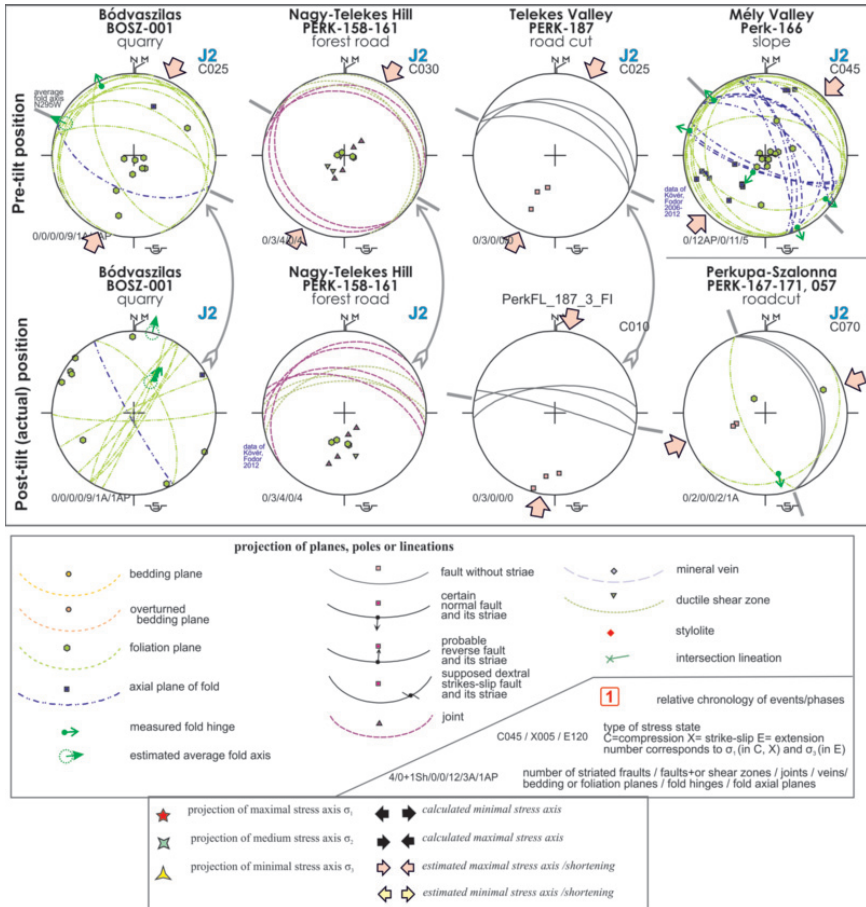 Bódvaszilas
BOSZ-001
quarry
J2
C025
Nagy-Telekes Hill
PERK-158-161
forest road
J2
C030
Telekes Valley
PERK-187
road cut
J2
C025
Mély Valley
Perk-166
slope
J2
C045
Pre-tilt position
average
fold axis
N295W
0/0/0/0/9/1A/1AP
0/3/4/0/4
0/3/0/0/0
data of
Kövér,
Fodor
2006-
2012
0/12AP/0/11/5
Bódvaszilas
BOSZ-001
quarry
J2
Nagy-Telekes Hill
PERK-158-161
forest road
J2
PerkFL_187_3_FI
C010
Perkupa-Szalonna
PERK-167-171, 057
roadcut
J2
C070
Post-tilt (actual) position
0/0/0/0/9/1A/1AP
data of
Kövér,
Fodor
2012
0/3/4/0/4
0/3/0/0/0
0/2/0/0/2/1A
projection of planes, poles or lineations
bedding plane
overturned
bedding plane
foliation plane
axial plane of fold
measured fold hinge
estimated average fold axis
fault without striae
certain
normal fault
and its striae
probable
reverse fault
and its striae
supposed dextral
strikes-slip fault
and its striae
joint
mineral vein
ductile shear zone
stylolite
intersection lineation
1
relative chronology of events/phases
C045 / X005 / E120
type of stress state
C=compression X= strike-slip E= extension
number corresponds to σ₁ (in C, X) and σ₃ (in E)
4/0+1Sh/0/0/12/3A/1AP
number of striated fraults / faults+or shear zones / joints / veins/
bedding or foliation planes / fold hinges / fold axial planes
projection of maximal stress axis σ₁
projection of medium stress axis σ₂
projection of minimal stress axis σ₃
calculated minimal stress axis
calculated maximal stress axis
estimated maximal stress axis /shortening
estimated minimal stress axis /shortening